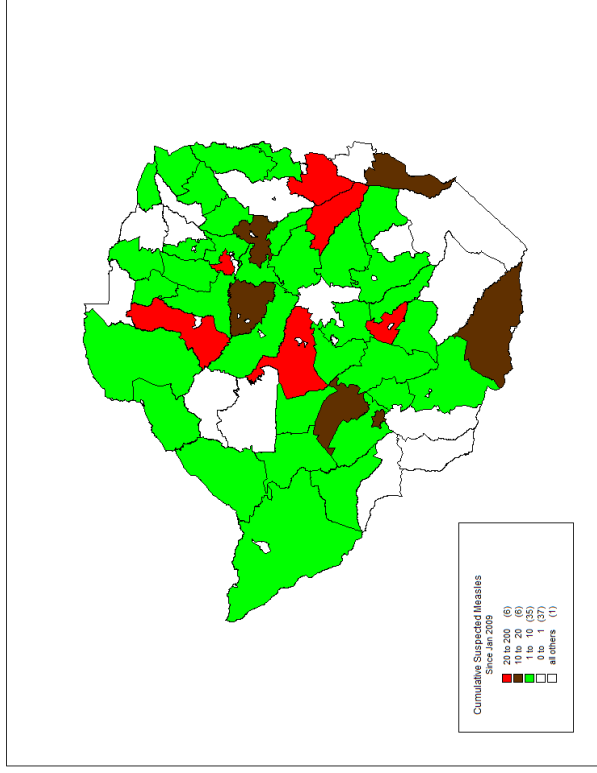 Cumulative Suspected Measles
Since Jan 2009
20 to 200 (6)
10 to 20 (6)
1 to 10 (35)
0 to 1 (37)
all others (1)